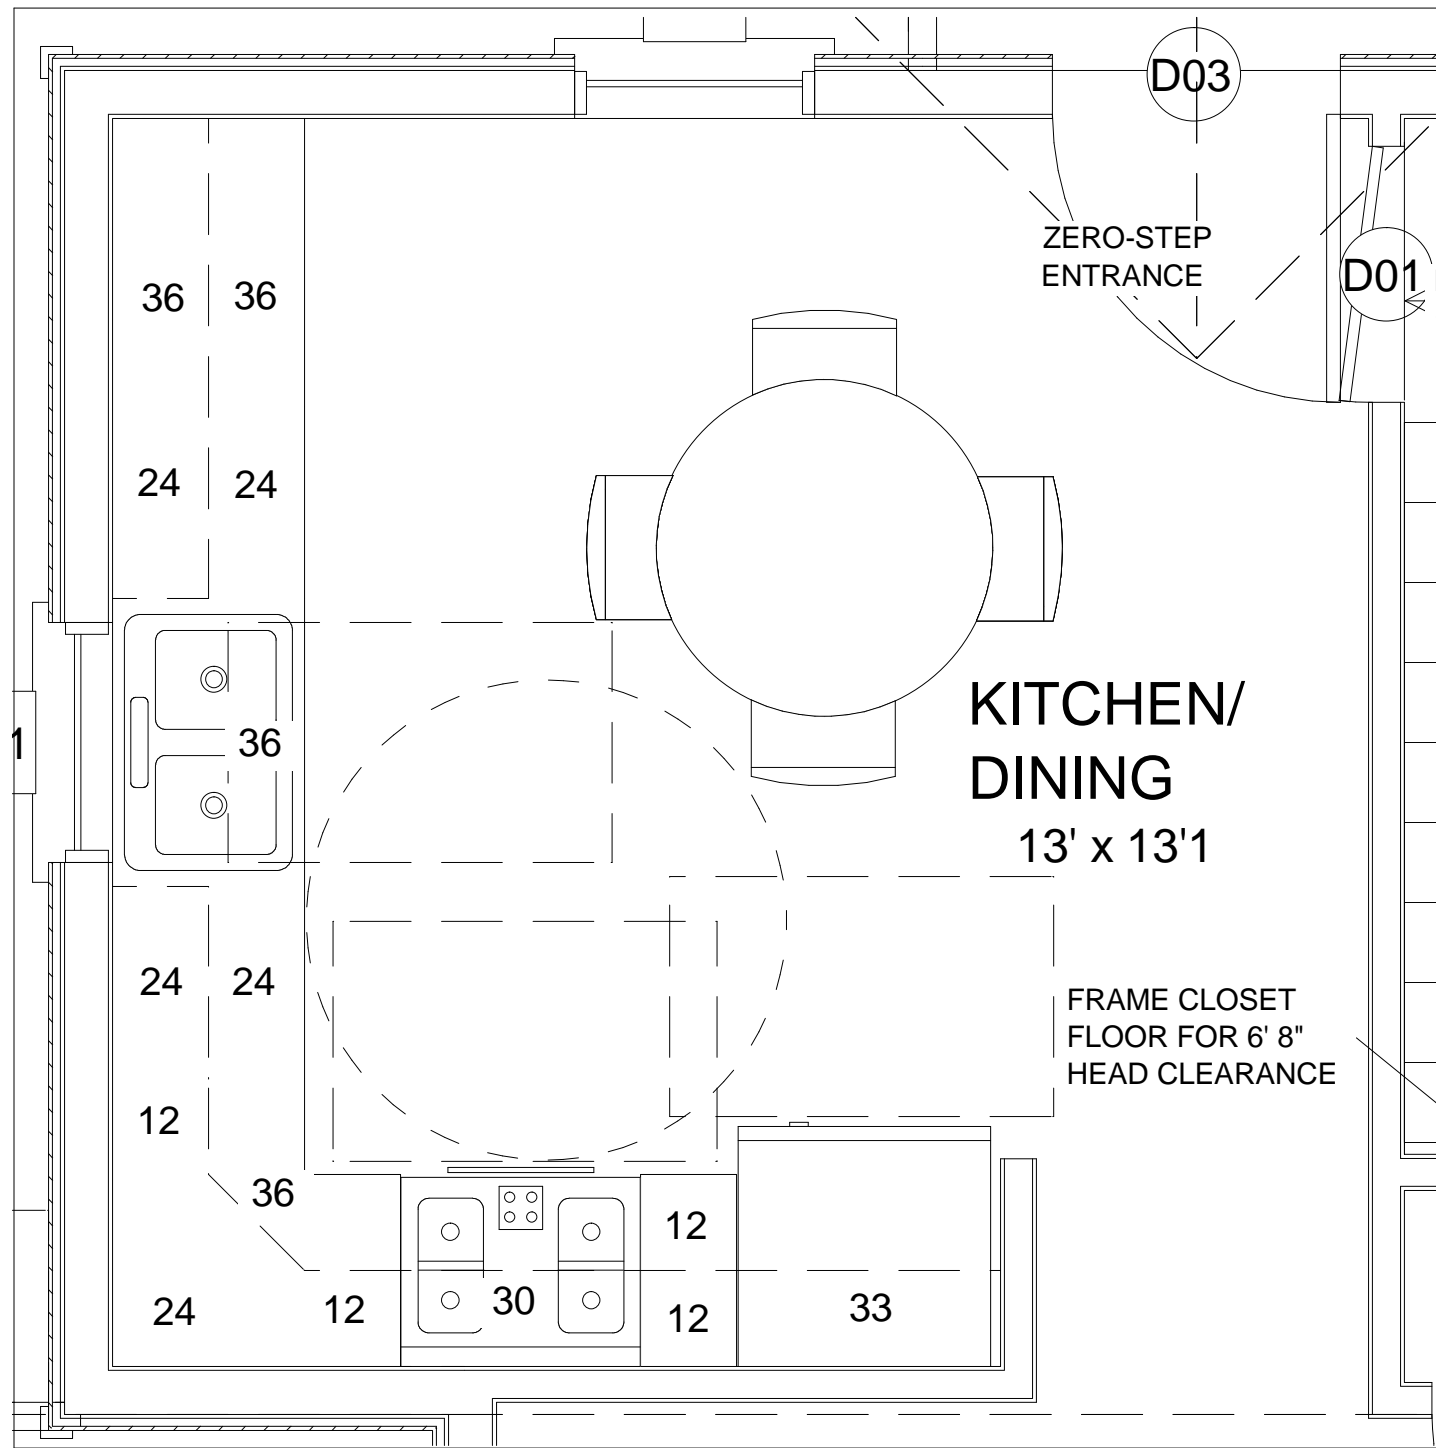 D03
ZERO-STEP
ENTRANCE
D01
36 36
24 24
36
1
KITCHEN/
DINING
13' x 13'1
24 24
FRAME CLOSET
FLOOR FOR 6' 8"
HEAD CLEARANCE
12
36
12
24 12 30 12 33